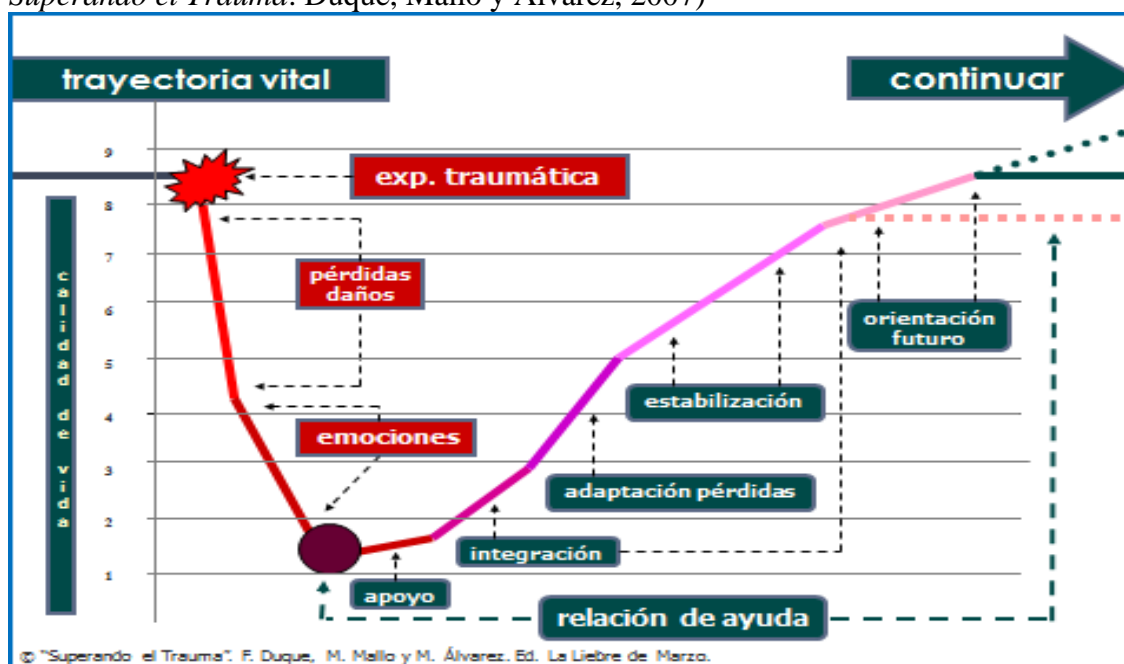 Superando el Trauma. Duque, Mallo y Álvarez, 2007)
trayectoria vital
continuar
9
8
7
6
5
4
3
2
1
calidad de vida
exp. traumática
pérdidas
daños
emociones
orientación
futuro
estabilización
adaptación pérdidas
integración
apoyo
relación de ayuda
© "Superando el Trauma". F. Duque, M. Mallo y M. Álvarez. Ed. La Liebre de Marzo.